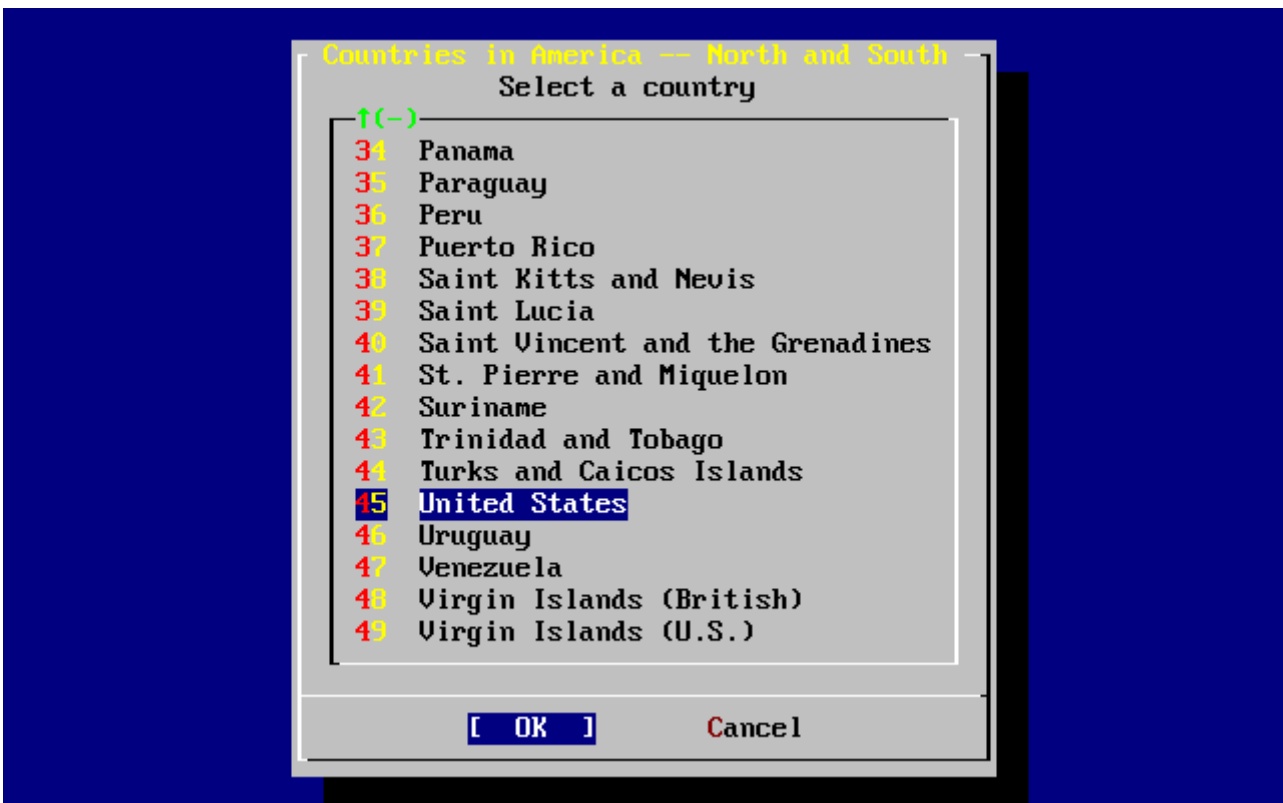 Countries in America -- North and South
Select a country
↑(-)
34 Panama
35 Paraguay
36 Peru
37 Puerto Rico
38 Saint Kitts and Nevis
39 Saint Lucia
40 Saint Vincent and the Grenadines
41 St. Pierre and Miquelon
42 Suriname
43 Trinidad and Tobago
44 Turks and Caicos Islands
45 United States
46 Uruguay
47 Venezuela
48 Virgin Islands (British)
49 Virgin Islands (U.S.)
[ OK ] Cancel